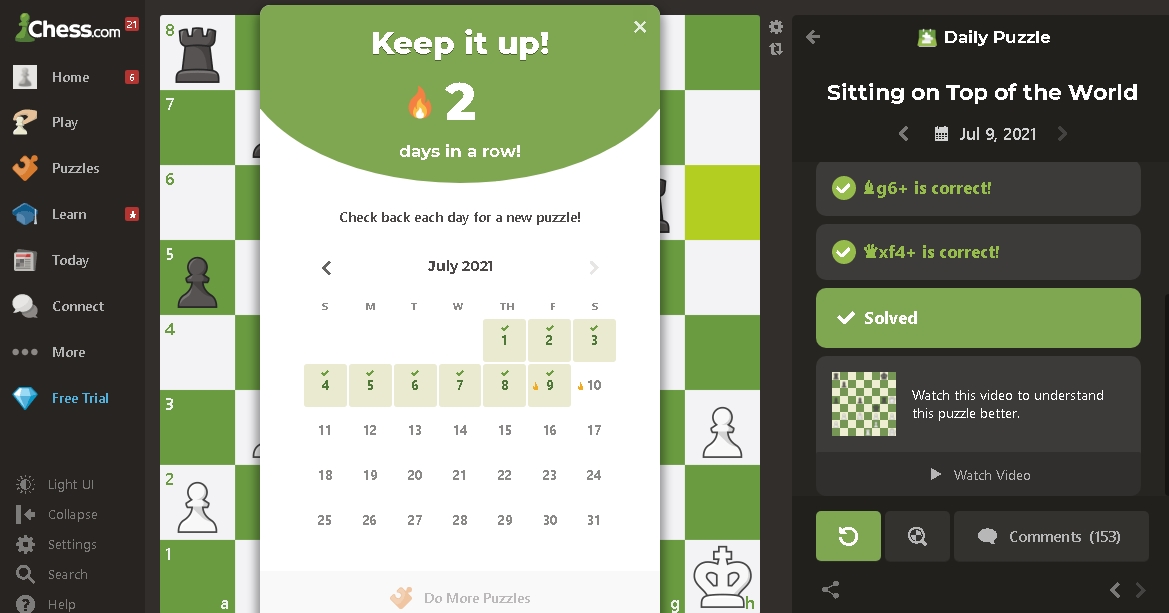 Chess.com
21
Home
6
Play
Puzzles
Learn
Today
Connect
More
Free Trial
Light UI
Collapse
Settings
Search
Help
8
7
6
5
4
3
2
1
a
g
h
Keep it up!
2
days in a row!
Check back each day for a new puzzle!
July 2021
S M T W TH F S
1 2 3
4 5 6 7 8 9 10
11 12 13 14 15 16 17
18 19 20 21 22 23 24
25 26 27 28 29 30 31
Do More Puzzles
Daily Puzzle
Sitting on Top of the World
Jul 9, 2021
♝g6+ is correct!
♛xf4+ is correct!
Solved
Watch this video to understand
this puzzle better.
Watch Video
Comments (153)